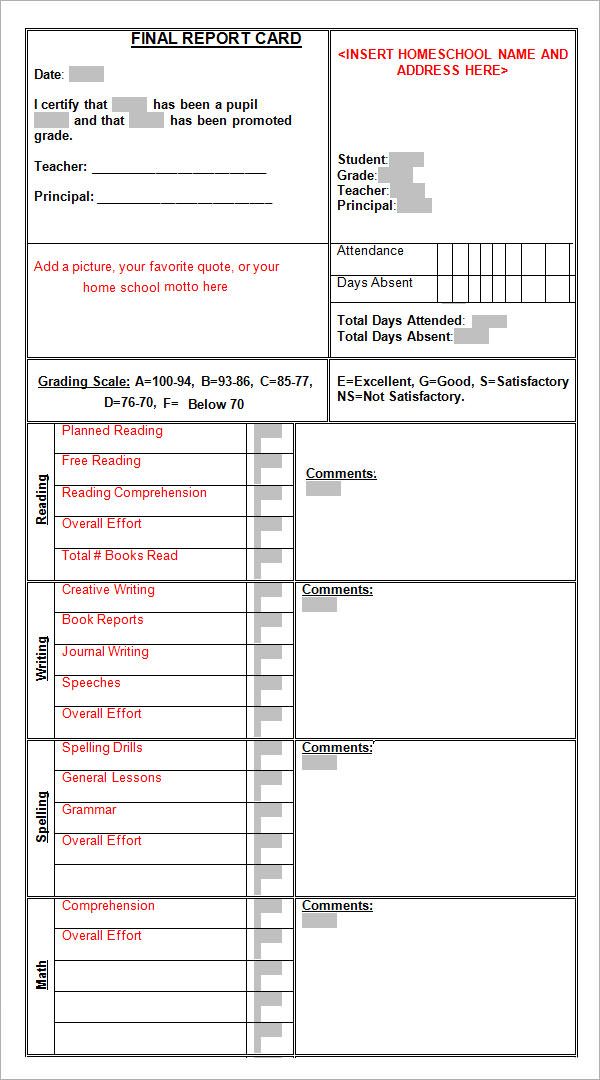 FINAL REPORT CARD
Date:
I certify that has been a pupil
and that has been promoted
grade.
Teacher: ___________________________
Principal: ___________________________
<INSERT HOMESCHOOL NAME AND
ADDRESS HERE>
Student:
Grade:
Teacher:
Principal:
Add a picture, your favorite quote, or your
home school motto here
Attendance
Days Absent
Total Days Attended:
Total Days Absent:
Grading Scale: A=100-94, B=93-86, C=85-77,
D=76-70, F= Below 70
E=Excellent, G=Good, S=Satisfactory
NS=Not Satisfactory.
Reading
Planned Reading
Free Reading
Reading Comprehension
Overall Effort
Total # Books Read
Comments:
Writing
Creative Writing
Book Reports
Journal Writing
Speeches
Overall Effort
Comments:
Spelling
Spelling Drills
General Lessons
Grammar
Overall Effort
Comments:
Math
Comprehension
Overall Effort
Comments: